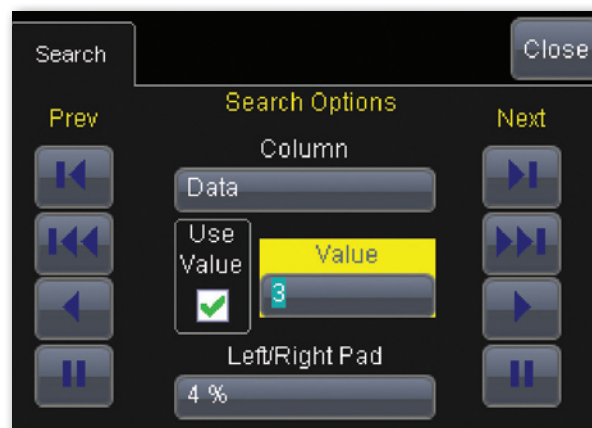 Search
Close
Prev
Search Options
Next
Column
Data
Use
Value
Value
3
Left/Right Pad
4 %